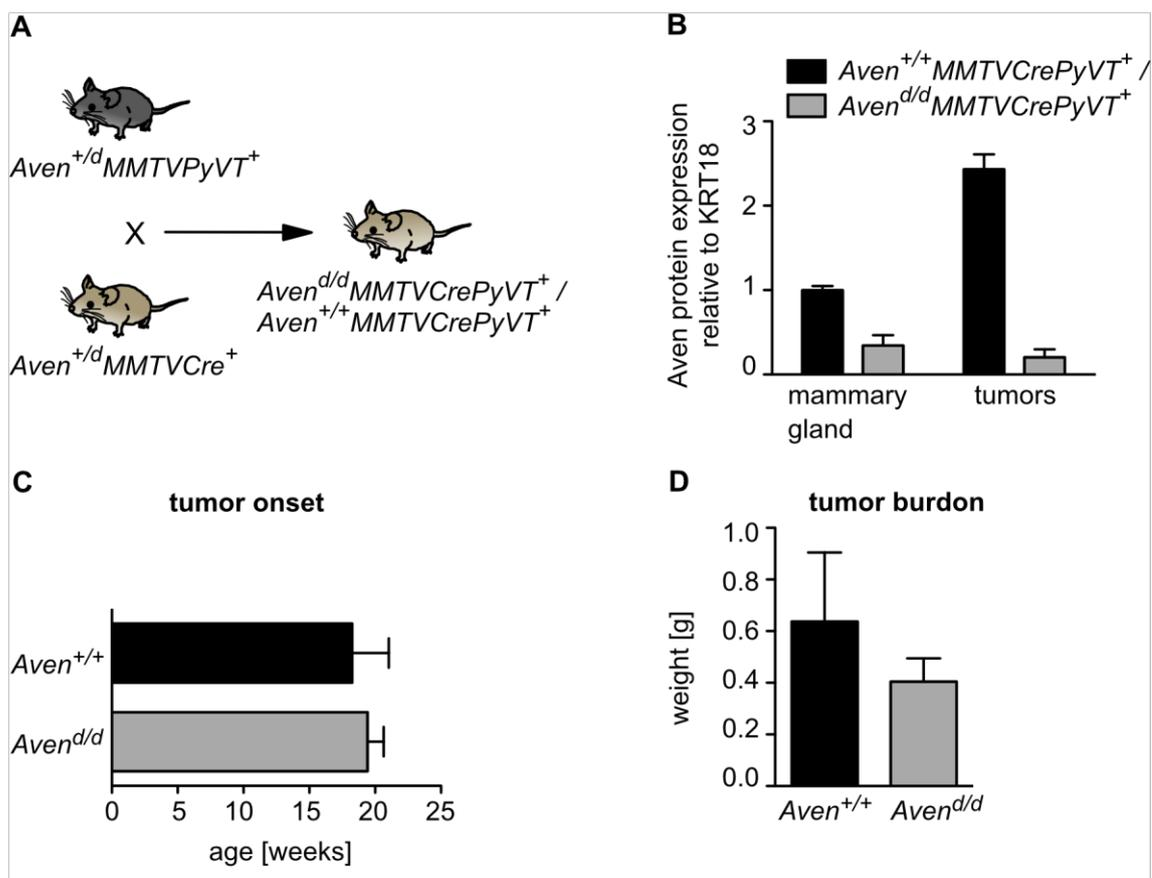 A
Aven+/dMMTVPyVT+
X
Aven+/dMMTVCre+
Avend/dMMTVCrePyVT+ /
Aven+/+MMTVCrePyVT+
B
Aven+/+MMTVCrePyVT+ /
Avend/dMMTVCrePyVT+
Aven protein expression
relative to KRT18
3
2
1
0
mammary
gland
tumors
C
tumor onset
Aven+/+
Avend/d
0 5 10 15 20 25
age [weeks]
D
tumor burdon
weight [g]
1.0
0.8
0.6
0.4
0.2
0.0
Aven+/+ Avend/d